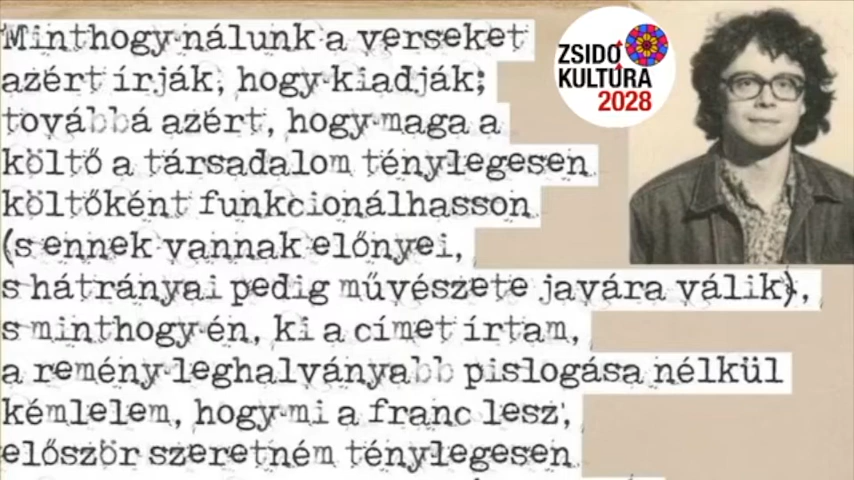 Minthogy nálunk a verseket
azért írják, hogy kiadják;
továbbá azért, hogy maga a
költő a társadalom ténylegesen
költőként funkcionálhasson
(s ennek vannak előnyei,
s hátrányai pedig művészete javára válik),
s minthogy én, ki a címet írtam,
a remény leghalványabb pislogása nélkül
kémlelem, hogy mi a franc lesz,
először szeretném ténylegesen
ZSIDÓ
KULTÚRA
2028